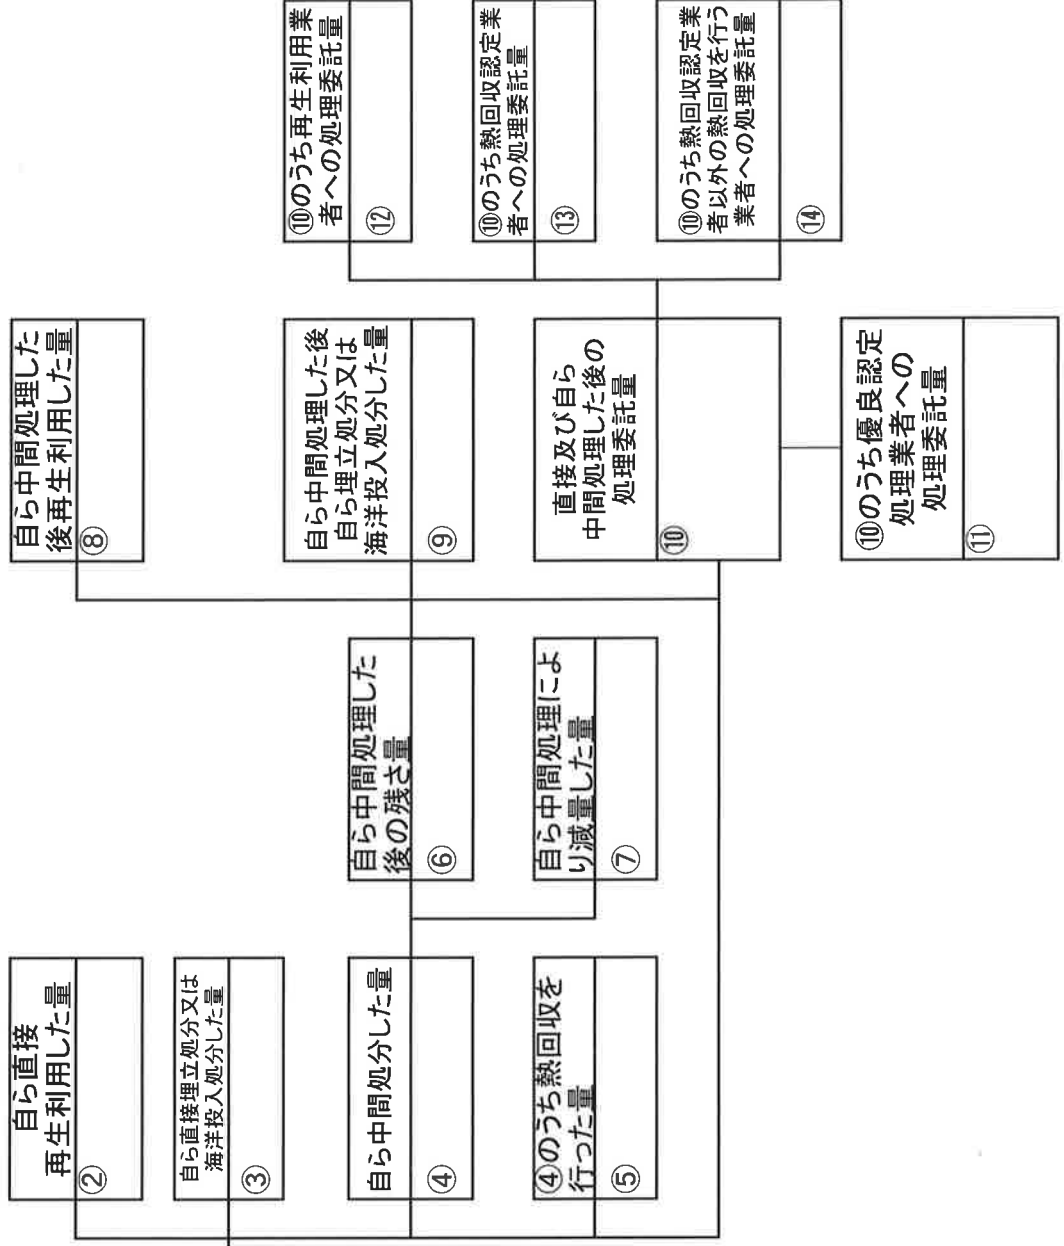 自ら直接
再生利用した量
②
自ら直接埋立処分又は
海洋投入処分した量
③
自ら中間処分した量
④
④のうち熱回収を
行った量
⑤
自ら中間処理した
後の残さ量
⑥
自ら中間処理によ
り減量した量
⑦
自ら中間処理した
後再生利用した量
⑧
自ら中間処理した後
自ら埋立処分又は
海洋投入処分した量
⑨
直接及び自ら
中間処理した後の
処理委託量
⑩
⑩のうち優良認定
処理業者への
処理委託量
⑪
⑩のうち再生利用業
者への処理委託量
⑫
⑩のうち熱回収認定業
者への処理委託量
⑬
⑩のうち熱回収認定業
者以外の熱回収を行う
業者への処理委託量
⑭